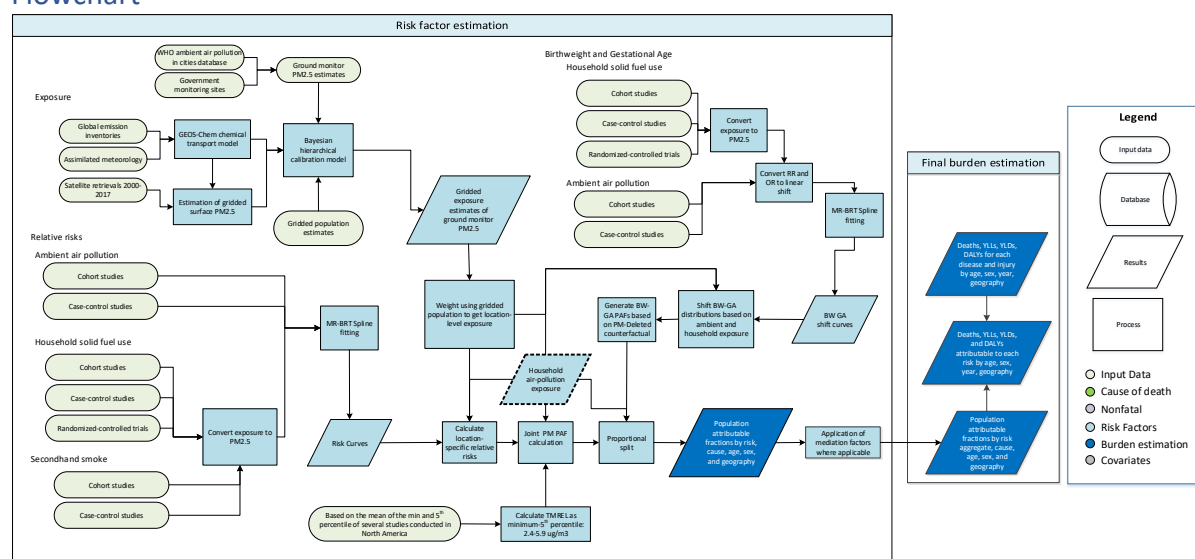 Flowchart
Risk factor estimation
WHO ambient air pollution
in cities database
Government
monitoring sites
Ground monitor
PM2.5 estimates
Exposure
Global emission
inventories
Assimilated meteorology
Satellite retrievals 2000-
2017
GEOS-Chem chemical
transport model
Estimation of gridded
surface PM2.5
Bayesian
hierarchical
calibration model
Gridded population
estimates
Gridded
exposure
estimates of
ground monitor
PM2.5
Birthweight and Gestational Age
Household solid fuel use
Cohort studies
Case-control studies
Randomized-controlled trials
Convert
exposure to
PM2.5
Ambient air pollution
Cohort studies
Case-control studies
Convert RR and
OR to linear
shift
MR-BRT Spline
fitting
BW GA
shift curves
Shift BW-GA
distributions based on
ambient and
household exposure
Generate BW-
GA PAFs based
on PM-Deleted
counterfactual
Relative risks
Ambient air pollution
Cohort studies
Case-control studies
Household solid fuel use
Cohort studies
Case-control studies
Randomized-controlled trials
Secondhand smoke
Cohort studies
Case-control studies
Convert exposure to
PM2.5
MR-BRT Spline
fitting
Risk Curves
Weight using gridded
population to get location-
level exposure
Household
air-pollution
exposure
Calculate
location-
specific relative
risks
Joint PM PAF
calculation
Proportional
split
Based on the mean of the min and 5th
percentile of several studies conducted in
North America
Calculate TMREL as
minimum-5th percentile:
2.4-5.9 ug/m3
Population
attributable
fractions by risk,
cause, age, sex,
and geography
Application of
mediation factors
where applicable
Final burden estimation
Deaths, YLLs, YLDs,
DALYs for each
disease and injury
by age, sex, year,
geography
Deaths, YLLs, YLDs,
and DALYs
attributable to each
risk by age, sex,
year, geography
Population
attributable
fractions by risk
aggregate, cause,
age, sex, and
geography
Legend
Input data
Database
Results
Process
Input Data
Cause of death
Nonfatal
Risk Factors
Burden estimation
Covariates